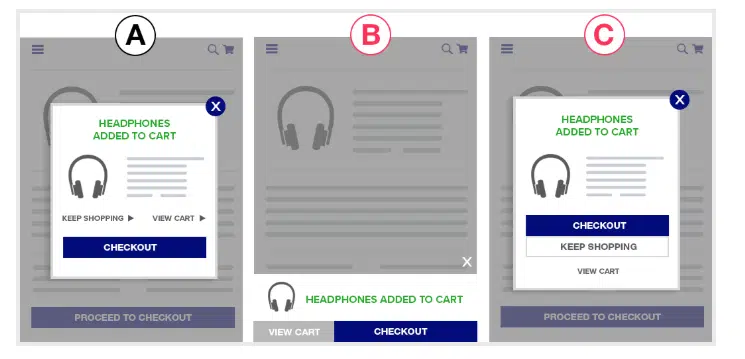 A
X
HEADPHONES
ADDED TO CART
KEEP SHOPPING ▶ VIEW CART ▶
CHECKOUT
PROCEED TO CHECKOUT
B
X
HEADPHONES ADDED TO CART
VIEW CART CHECKOUT
C
X
HEADPHONES
ADDED TO CART
CHECKOUT
KEEP SHOPPING
VIEW CART
PROCEED TO CHECKOUT